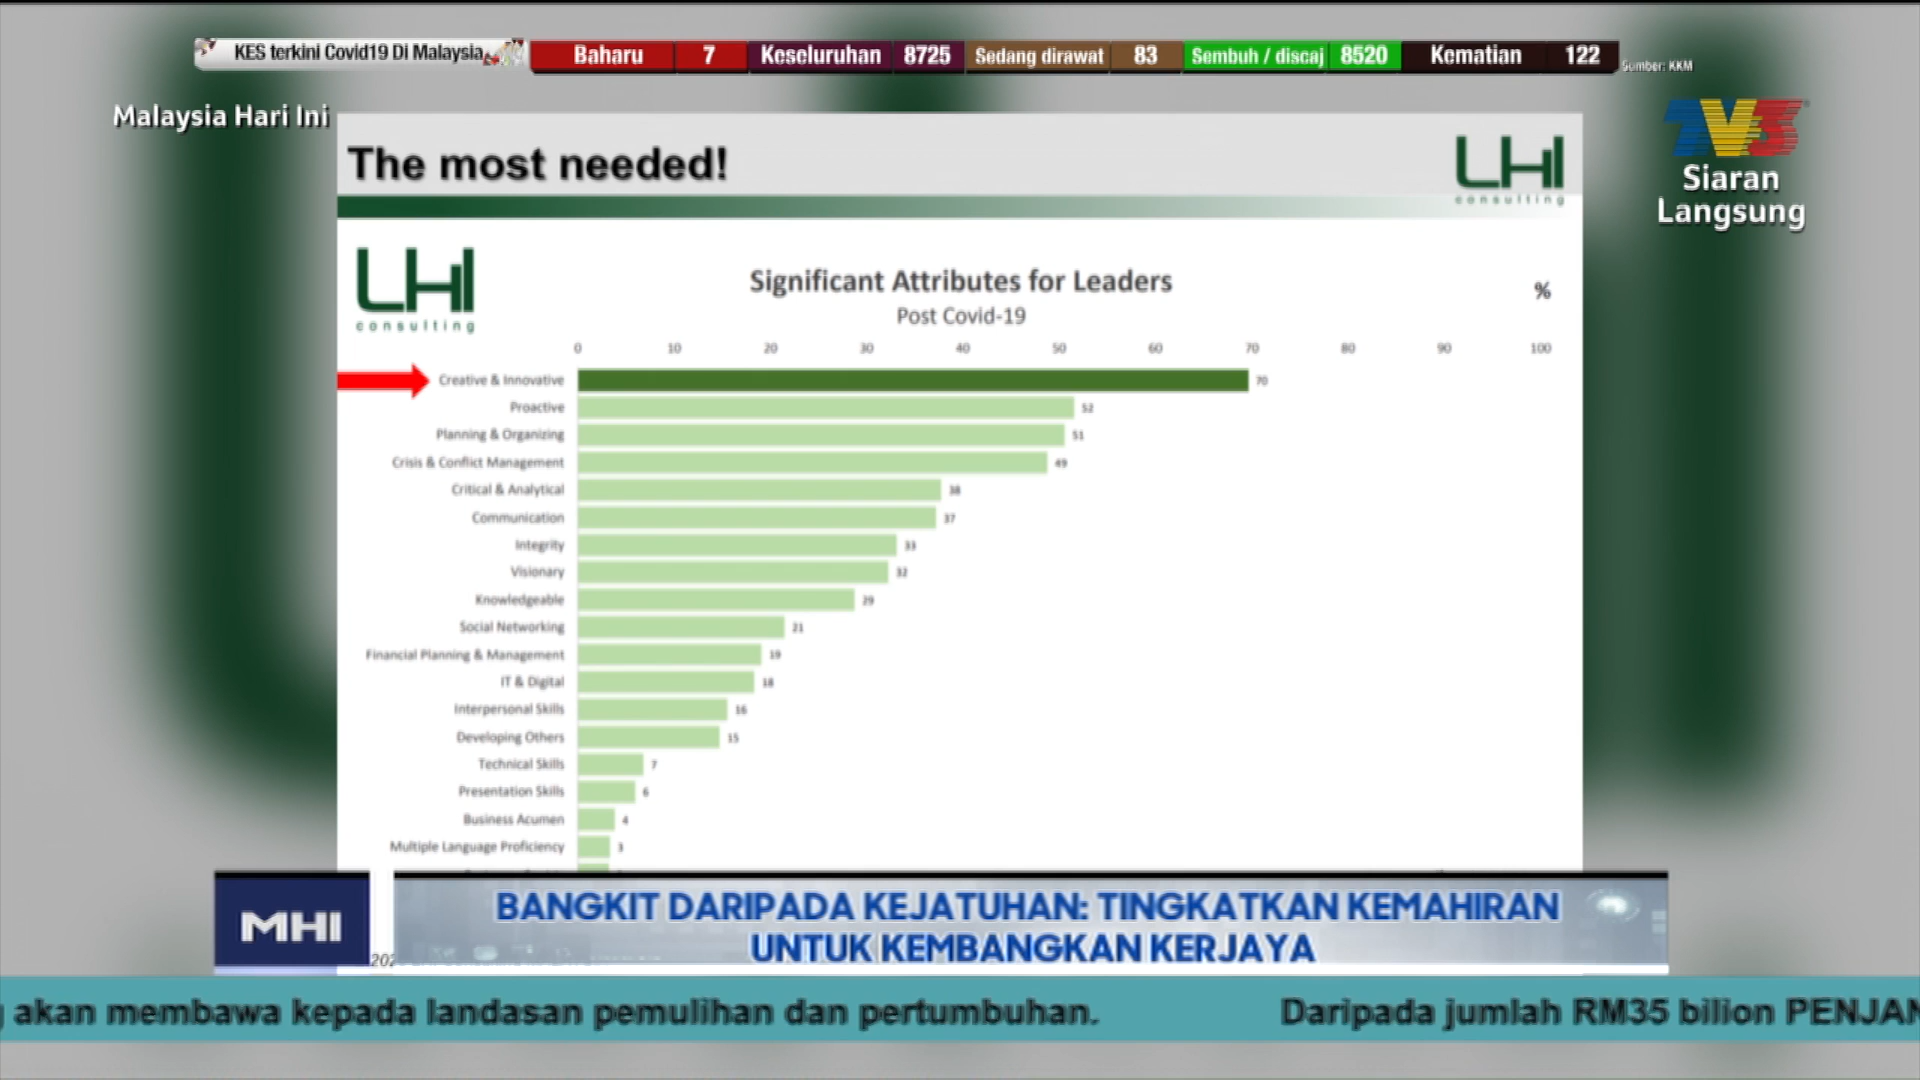 KES terkini Covid19 Di Malaysia
Baharu 7 Keseluruhan 8725 Sedang dirawat 83 Sembuh / discaj 8520 Kematian 122
Sumber: KKM
Malaysia Hari Ini
TV3
Siaran
Langsung
The most needed!
LHI
consulting
LHI
consulting
Significant Attributes for Leaders
Post Covid-19
%
0 10 20 30 40 50 60 70 80 90 100
Creative & Innovative 70
Proactive 52
Planning & Organizing 51
Crisis & Conflict Management 49
Critical & Analytical 38
Communication 37
Integrity 33
Visionary 32
Knowledgeable 29
Social Networking 21
Financial Planning & Management 19
IT & Digital 18
Interpersonal Skills 16
Developing Others 15
Technical Skills 7
Presentation Skills 6
Business Acumen 4
Multiple Language Proficiency 3
MHI
BANGKIT DARIPADA KEJATUHAN: TINGKATKAN KEMAHIRAN
UNTUK KEMBANGKAN KERJAYA
akan membawa kepada landasan pemulihan dan pertumbuhan. Daripada jumlah RM35 bilion PENJAN